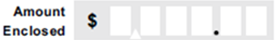 Amount
Enclosed $ .